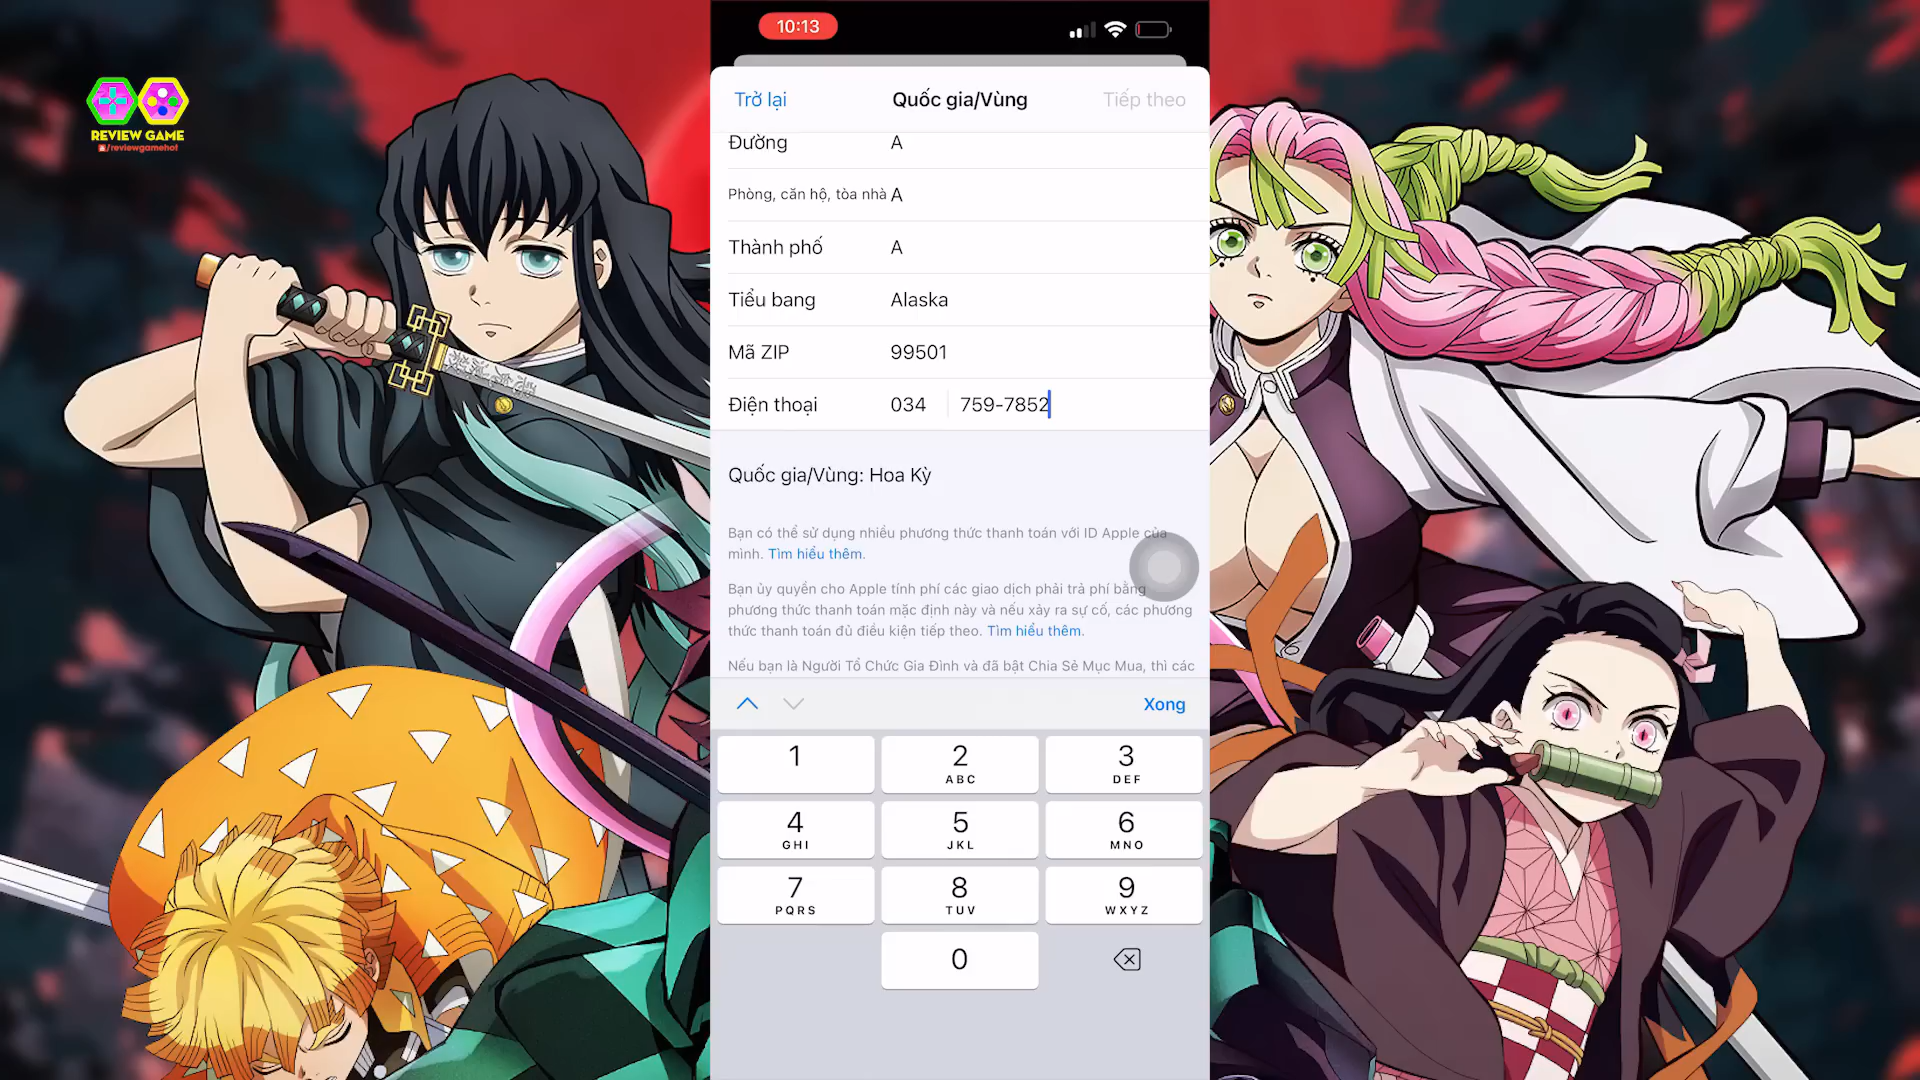 REVIEW GAME
/reviewgamehot
10:13
Trở lại
Quốc gia/Vùng
Tiếp theo
Đường A
Phòng, căn hộ, tòa nhà A
Thành phố A
Tiểu bang Alaska
Mã ZIP 99501
Điện thoại 034 759-7852
Quốc gia/Vùng: Hoa Kỳ
Bạn có thể sử dụng nhiều phương thức thanh toán với ID Apple của
mình. Tìm hiểu thêm.
Bạn ủy quyền cho Apple tính phí các giao dịch phải trả phí bằng
phương thức thanh toán mặc định này và nếu xảy ra sự cố, các phương
thức thanh toán đủ điều kiện tiếp theo. Tìm hiểu thêm.
Nếu bạn là Người Tổ Chức Gia Đình và đã bật Chia Sẻ Mục Mua, thì các
Xong
1 2 3
ABC DEF
4 5 6
GHI JKL MNO
7 8 9
PQRS TUV WXYZ
0